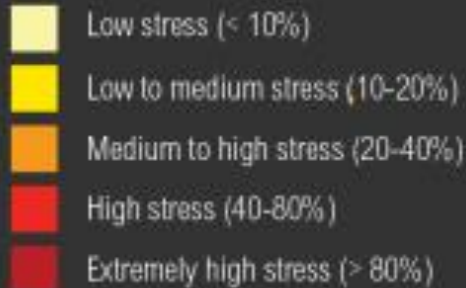 Low stress (< 10%)
Low to medium stress (10-20%)
Medium to high stress (20-40%)
High stress (40-80%)
Extremely high stress (> 80%)